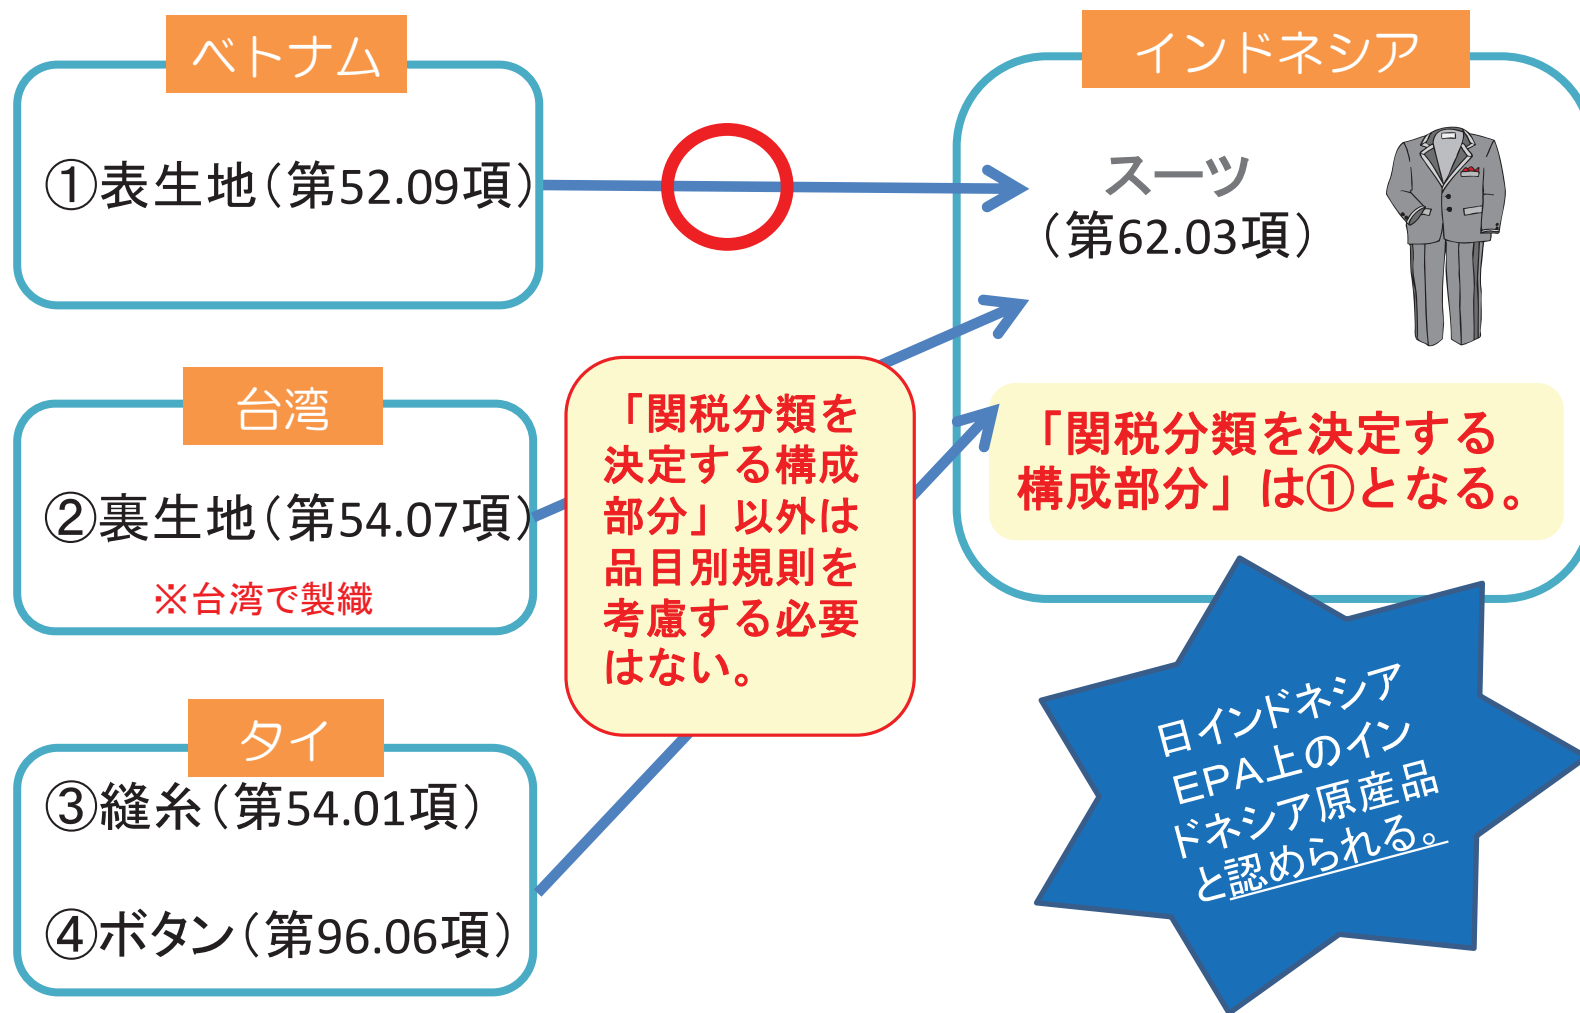 ベトナム
①表生地（第52.09項）
台湾
②裏生地（第54.07項）
※台湾で製織
タイ
③縫糸（第54.01項）
④ボタン（第96.06項）
「関税分類を
決定する構成
部分」以外は
品目別規則を
考慮する必要
はない。
インドネシア
スーツ
（第62.03項）
「関税分類を決定する
構成部分」は①となる。
日インドネシア
EPA上のイン
ドネシア原産品
と認められる。